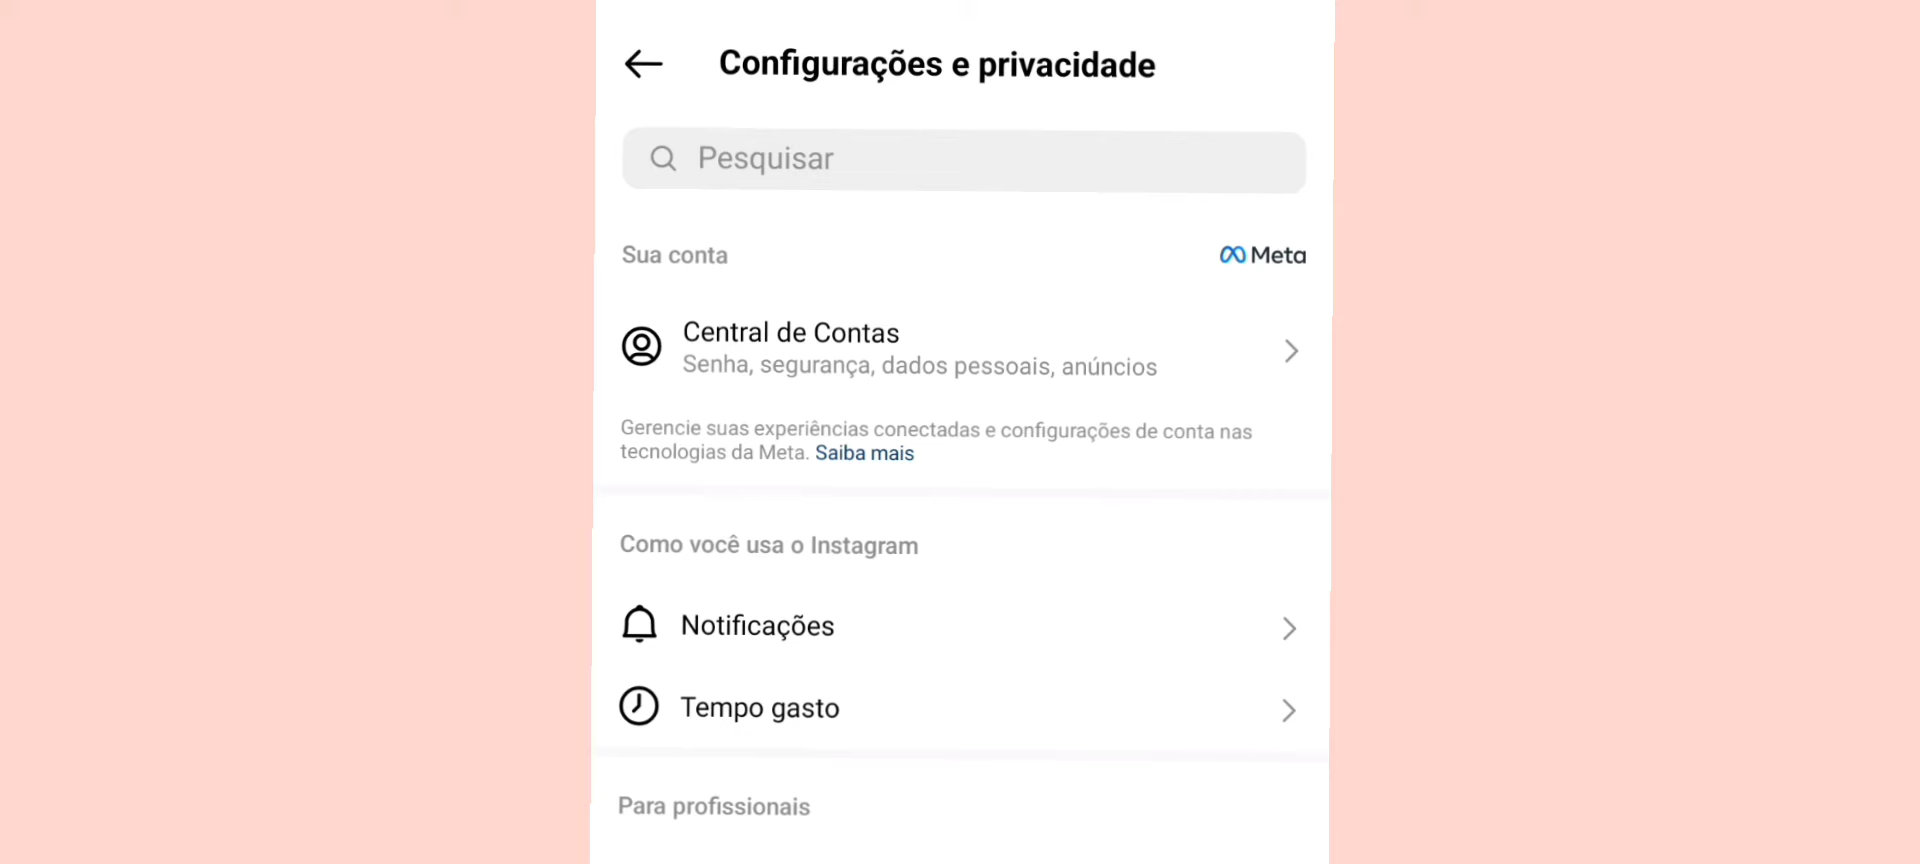 Configurações e privacidade
Pesquisar
Sua conta
Meta
Central de Contas
Senha, segurança, dados pessoais, anúncios
Gerencie suas experiências conectadas e configurações de conta nas
tecnologias da Meta. Saiba mais
Como você usa o Instagram
Notificações
Tempo gasto
Para profissionais